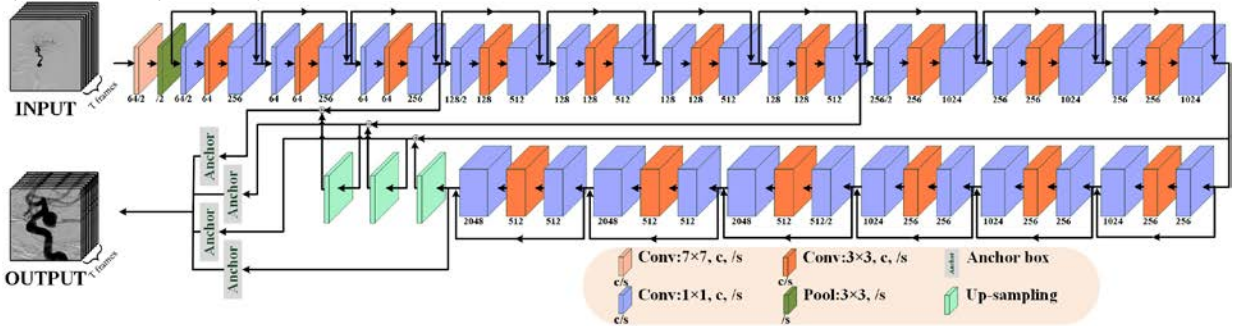 INPUT
T frames
64/2 /2 64/2 64 256 64 64 256 64 64 256 128/2 128 512 128 128 512 128 128 512 128 128 512 256/2 256 1024 256 256 1024 256 256 1024
Anchor
Anchor
Anchor
Anchor
2048 512 512 2048 512 512 2048 512 512/2 1024 256 256 1024 256 256 1024 256 256
OUTPUT
T frames
c/s Conv:7×7, c, /s
c/s Conv:3×3, c, /s
Anchor Anchor box
c/s Conv:1×1, c, /s
/s Pool:3×3, /s
Up-sampling